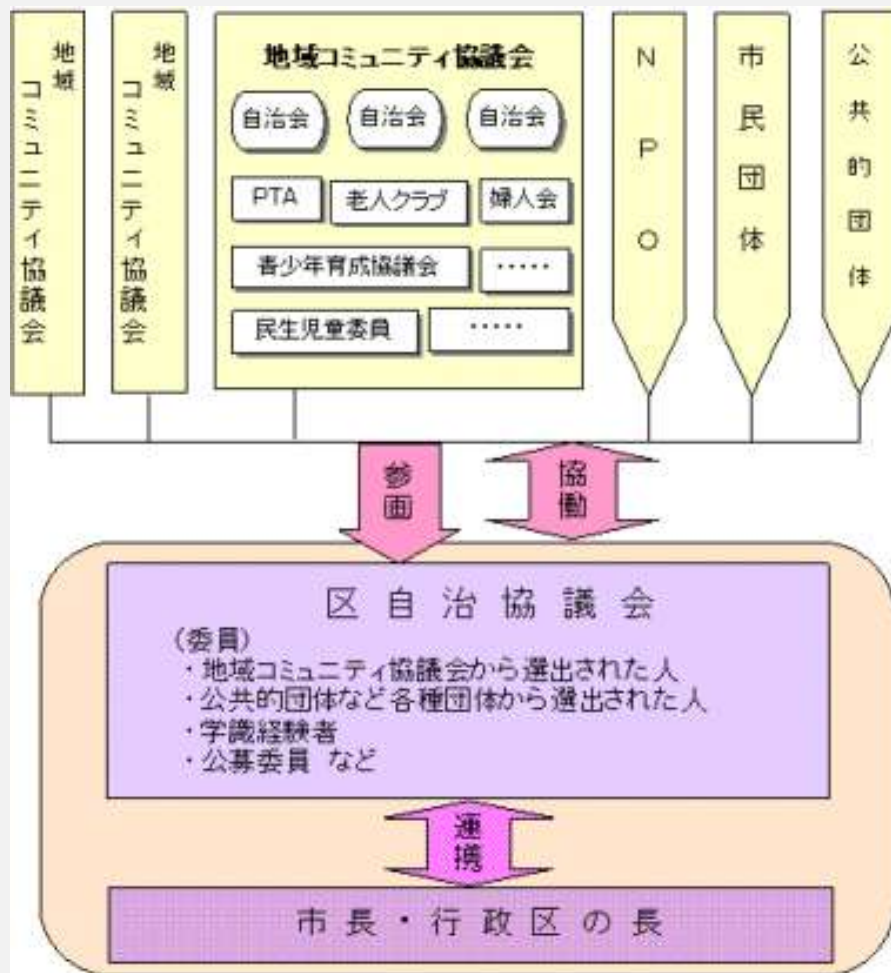 地域
コミュニティ協議会
地域
コミュニティ協議会
地域コミュニティ協議会
自治会
自治会
自治会
PTA
老人クラブ
婦人会
青少年育成協議会
・・・・・
民生児童委員
・・・・・
NPO
市民団体
公共的団体
参画
協働
区自治協議会
(委員)
・地域コミュニティ協議会から選出された人
・公共的団体など各種団体から選出された人
・学識経験者
・公募委員 など
連携
市長・行政区の長